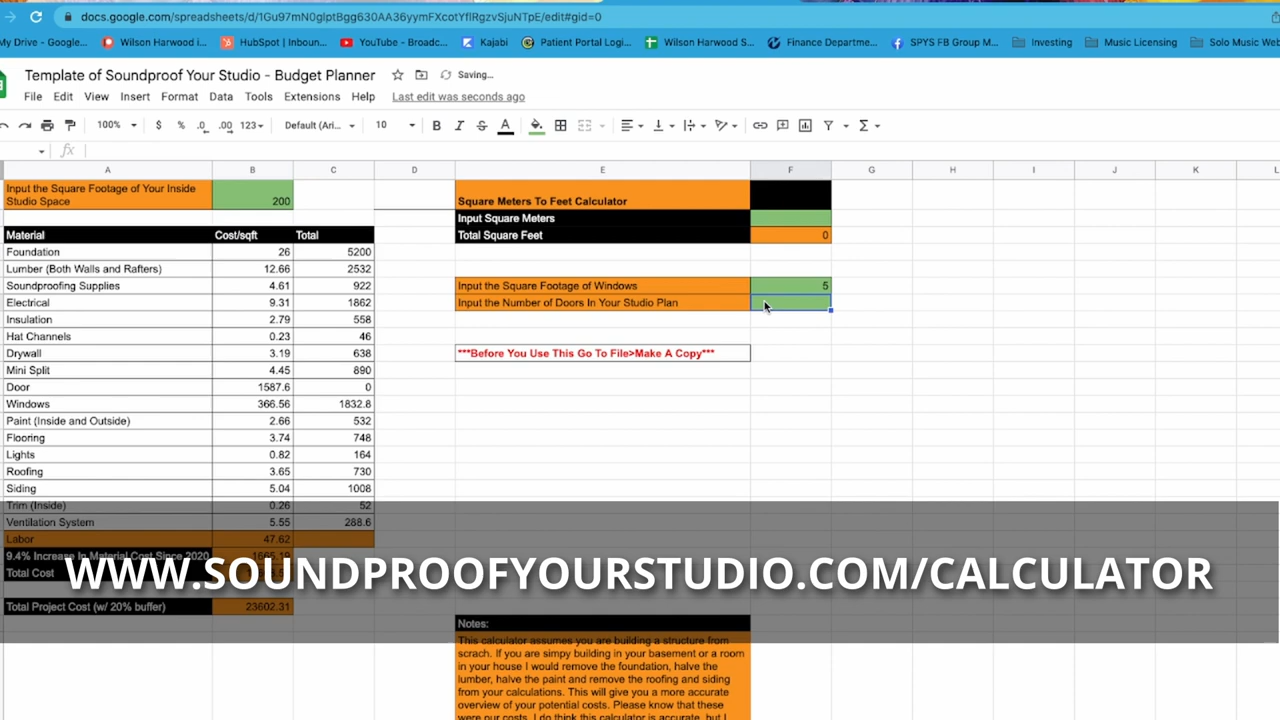 docs.google.com/spreadsheets/d/1Gu97mN0glptBgg630AA36yymFXcotYflRgzvSjuNTpE/edit#gid=0
My Drive - Google...
Wilson Harwood i...
HubSpot | Inboun...
YouTube - Broadc...
Kajabi
Patient Portal Logi...
Wilson Harwood S...
Finance Departme...
SPYS FB Group M...
Investing
Music Licensing
Solo Music Web
Template of Soundproof Your Studio - Budget Planner
Saving...
File Edit View Insert Format Data Tools Extensions Help Last edit was seconds ago
100% $ % .0 .00 123 Default (Ari... 10 B I S A
fx
A B C D E F G H I J K L
Input the Square Footage of Your Inside
Studio Space 200
Square Meters To Feet Calculator
Input Square Meters
Material Cost/sqft Total Total Square Feet 0
Foundation 26 5200
Lumber (Both Walls and Rafters) 12.66 2532
Soundproofing Supplies 4.61 922 Input the Square Footage of Windows 5
Electrical 9.31 1862 Input the Number of Doors In Your Studio Plan
Insulation 2.79 558
Hat Channels 0.23 46
Drywall 3.19 638 ***Before You Use This Go To File>Make A Copy***
Mini Split 4.45 890
Door 1587.6 0
Windows 366.56 1832.8
Paint (Inside and Outside) 2.66 532
Flooring 3.74 748
Lights 0.82 164
Roofing 3.65 730
Siding 5.04 1008
Trim (Inside) 0.26 52
Ventilation System 5.55 288.6
Labor 47.62
9.4% Increase In Material Cost Since 2020 1665.19
Total Cost
WWW.SOUNDPROOFYOURSTUDIO.COM/CALCULATOR
Total Project Cost (w/ 20% buffer) 23602.31
Notes:
This calculator assumes you are building a structure from
scrach. If you are simpy building in your basement or a room
in your house I would remove the foundation, halve the
lumber, halve the paint and remove the roofing and siding
from your calculations. This will give you a more accurate
overview of your potential costs. Please know that these
were our costs. I do think this calculator is accurate, but I